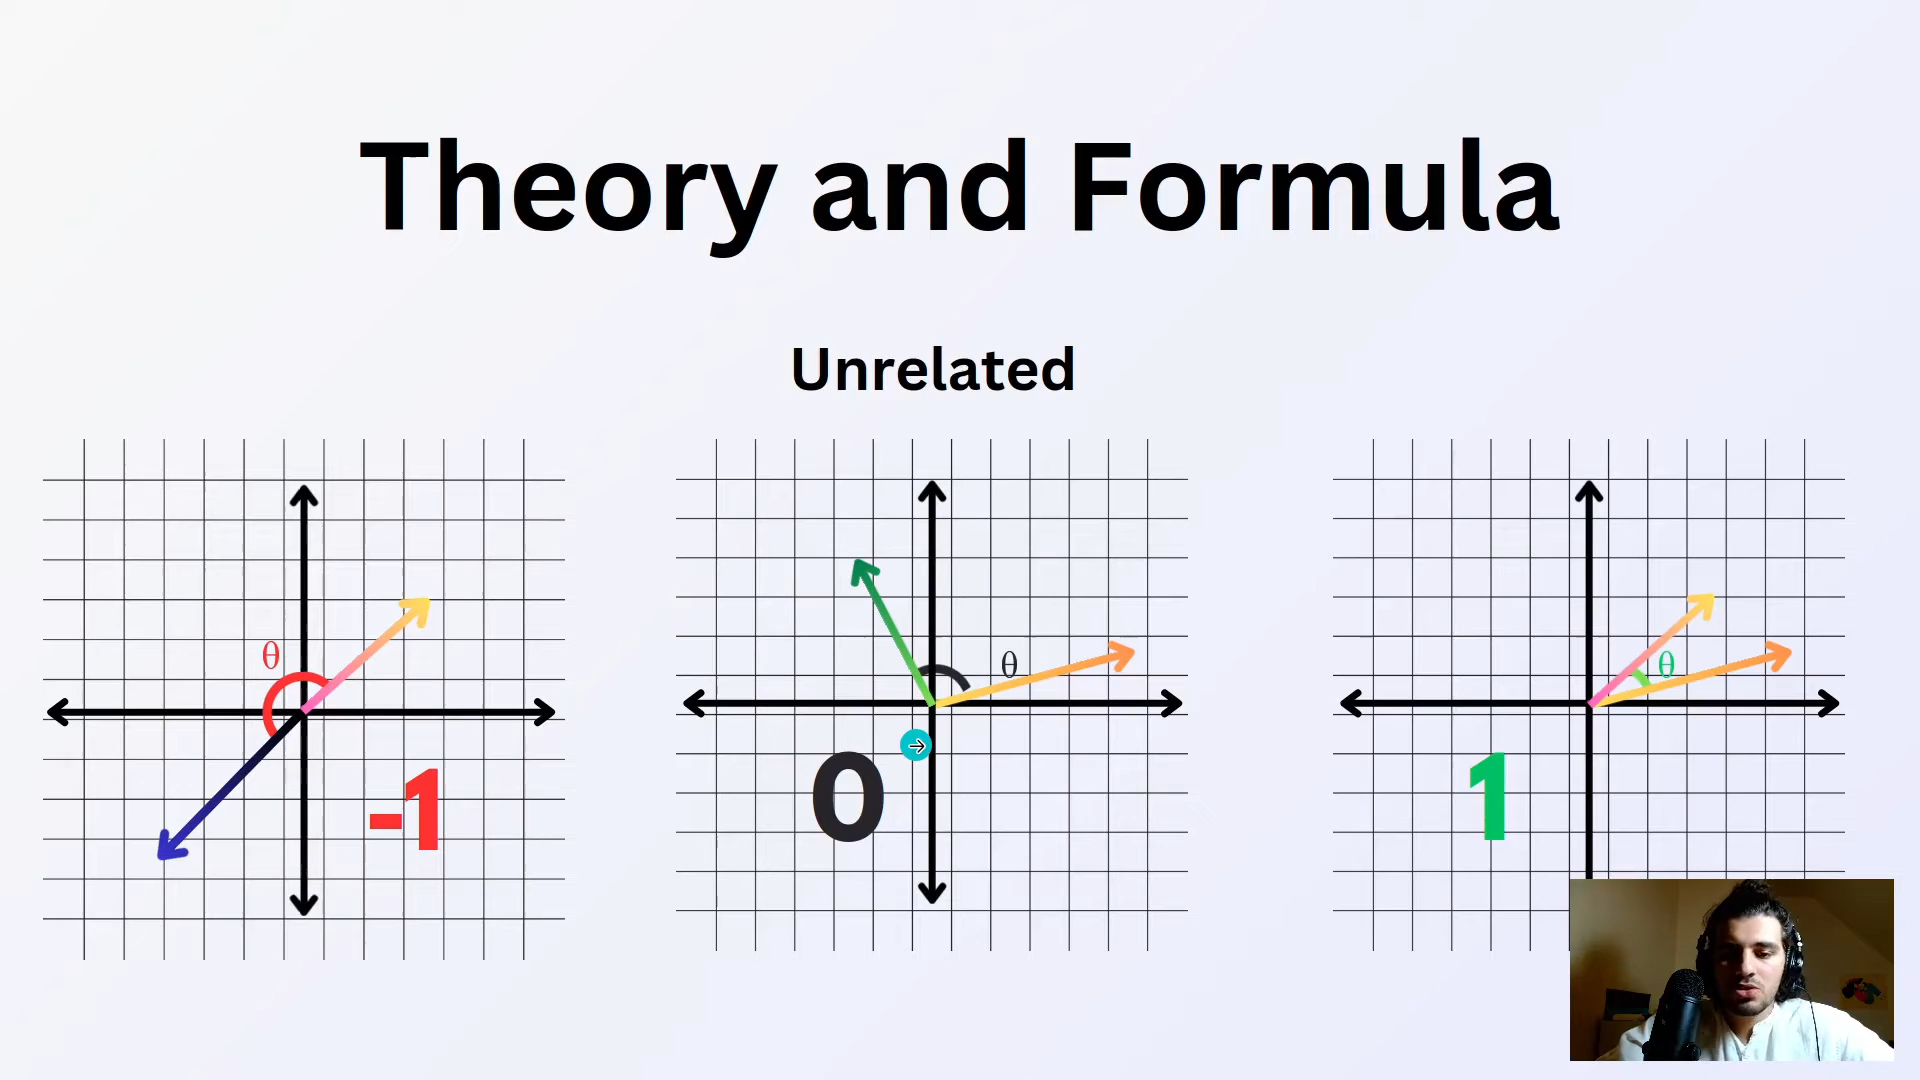 Theory and Formula
Unrelated
θ
-1
θ
0
θ
1